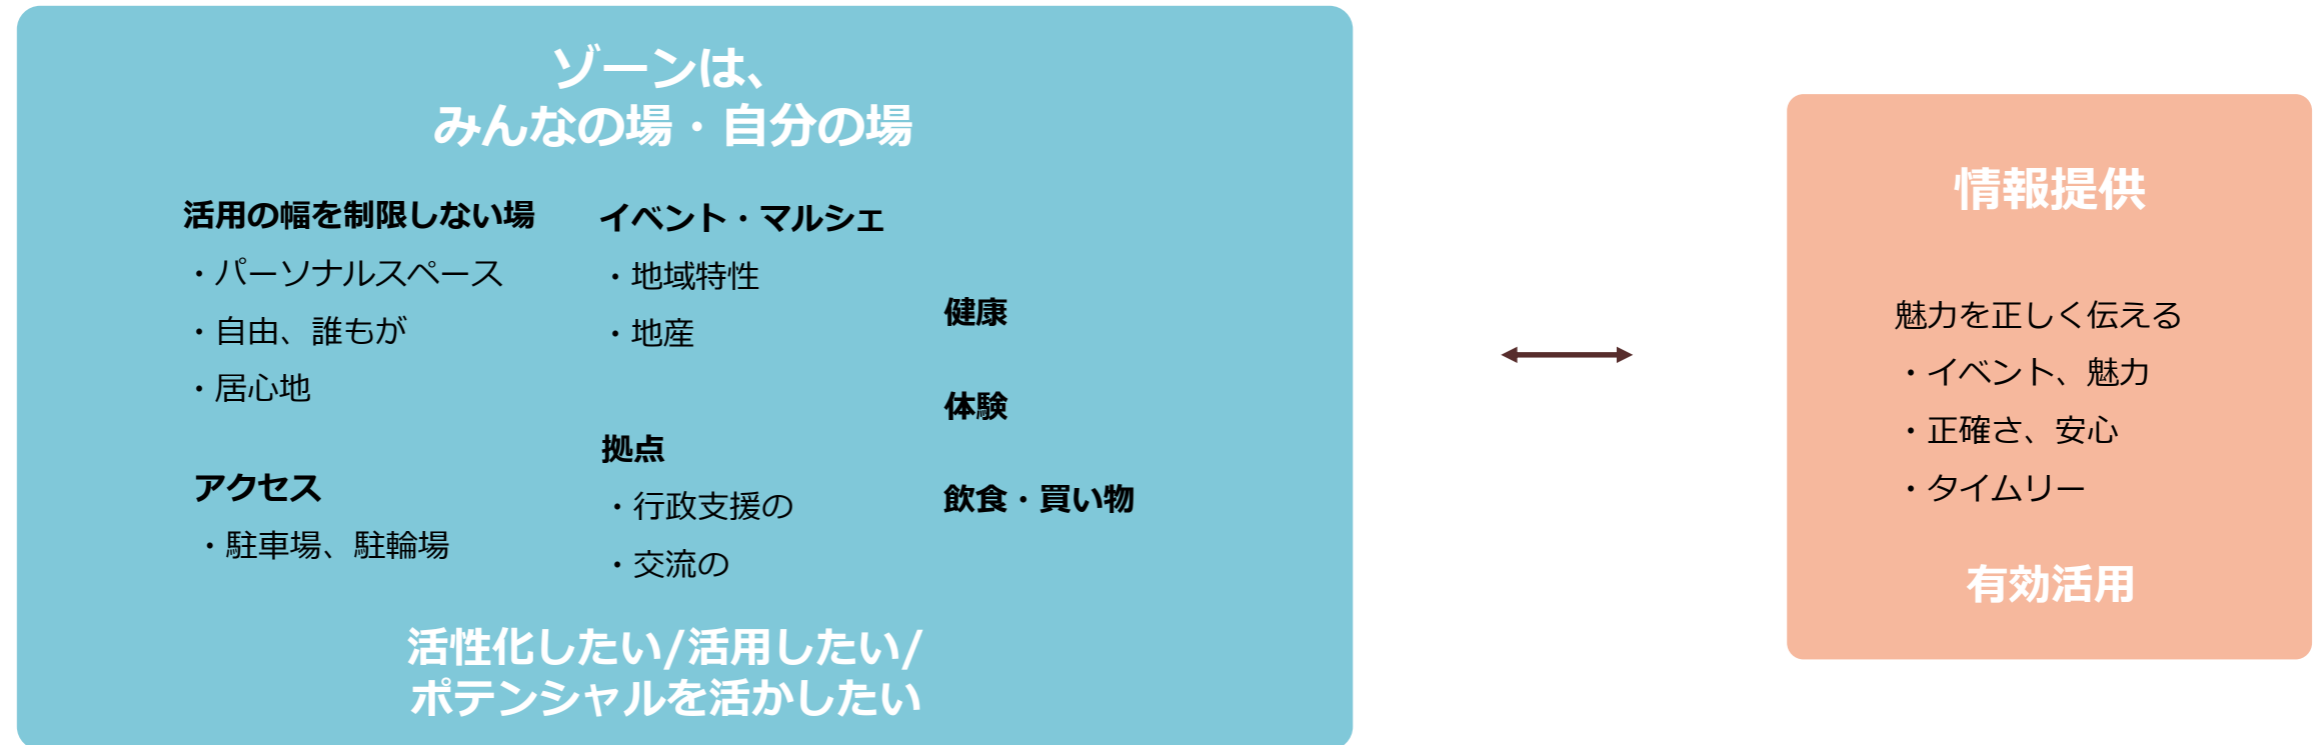 ゾーンは、
みんなの場・自分の場
活用の幅を制限しない場
・パーソナルスペース
・自由、誰もが
・居心地
アクセス
・駐車場、駐輪場
イベント・マルシェ
・地域特性
・地産
拠点
・行政支援の
・交流の
健康
体験
飲食・買い物
活性化したい/活用したい/
ポテンシャルを活かしたい
情報提供
魅力を正しく伝える
・イベント、魅力
・正確さ、安心
・タイムリー
有効活用